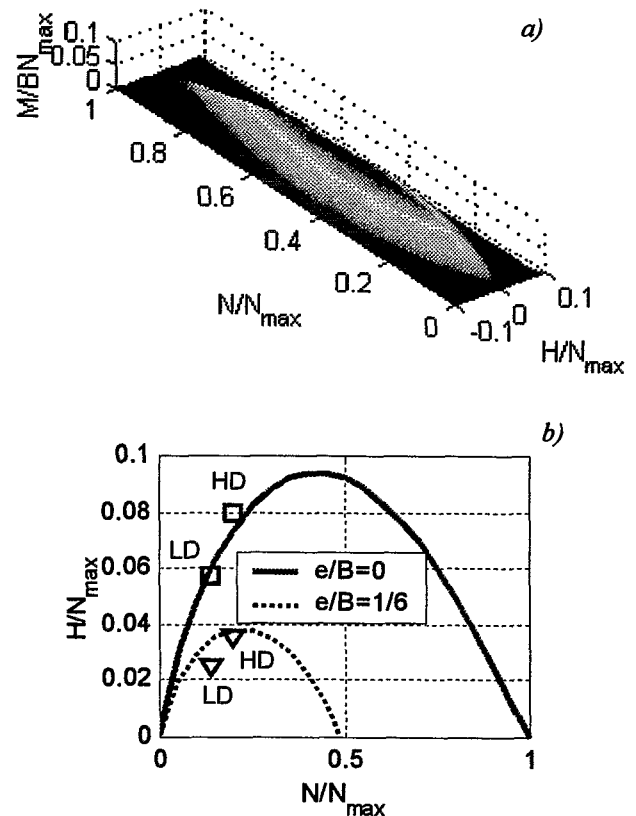 a)
M/BN_max
0.1
0.05
0
1
0.8
0.6
0.4
0.2
0
N/N_max
-0.1
0
0.1
H/N_max
b)
H/N_max
0.1
0.08
0.06
0.04
0.02
0
HD
LD
e/B=0
e/B=1/6
HD
LD
0
0.5
1
N/N_max